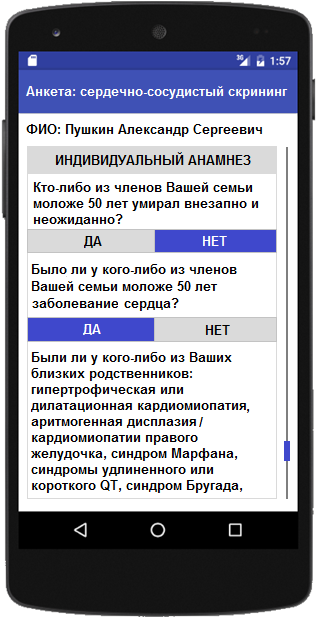 3G 1:57
Анкета: сердечно-сосудистый скрининг
ФИО: Пушкин Александр Сергеевич
ИНДИВИДУАЛЬНЫЙ АНАМНЕЗ
Кто-либо из членов Вашей семьи
моложе 50 лет умирал внезапно и
неожиданно?
ДА НЕТ
Было ли у кого-либо из членов
Вашей семьи моложе 50 лет
заболевание сердца?
ДА НЕТ
Были ли у кого-либо из Ваших
близких родственников:
гипертрофическая или
дилатационная кардиомиопатия,
аритмогенная дисплазия /
кардиомиопатии правого
желудочка, синдром Марфана,
синдромы удлиненного или
короткого QT, синдром Бругада,